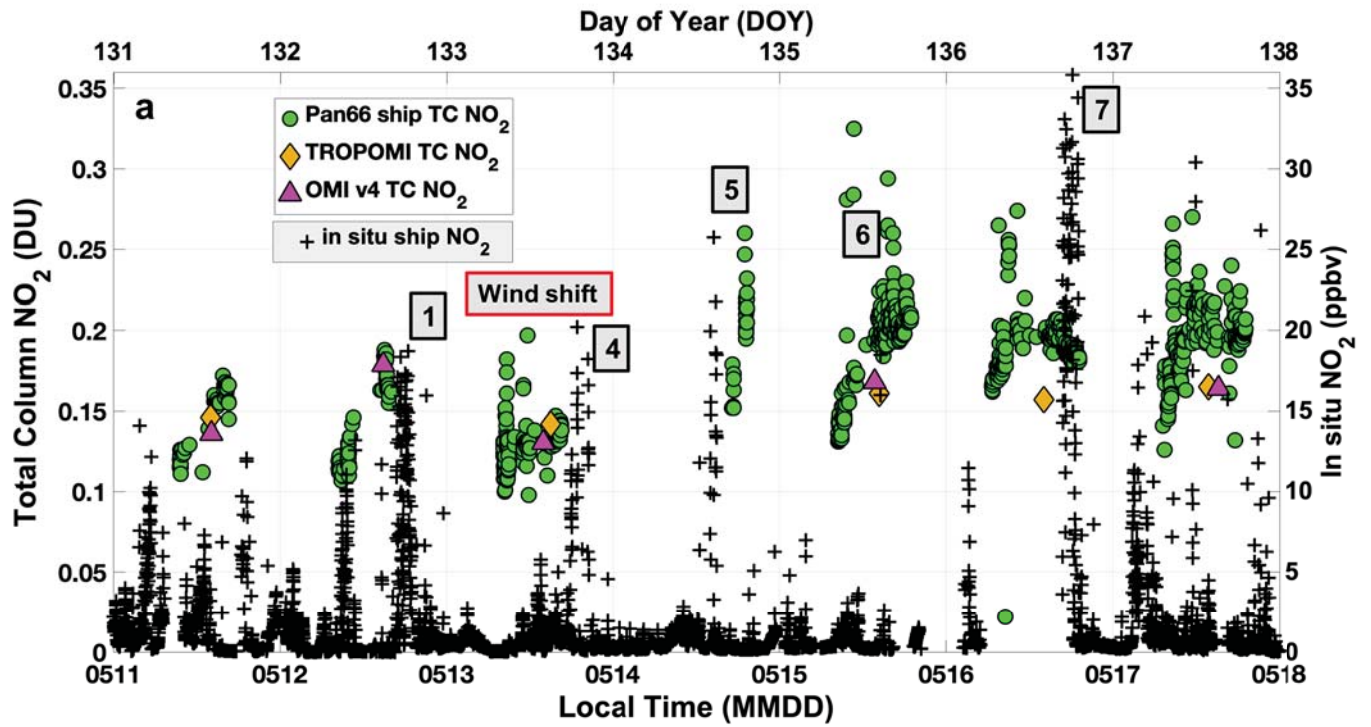 Day of Year (DOY)
131 132 133 134 135 136 137 138
a
Pan66 ship TC NO₂
TROPOMI TC NO₂
OMI v4 TC NO₂
+ in situ ship NO₂
Wind shift
1
4
5
6
7
Total Column NO₂ (DU)
0.35
0.3
0.25
0.2
0.15
0.1
0.05
0
In situ NO₂ (ppbv)
35
30
25
20
15
10
5
0
0511 0512 0513 0514 0515 0516 0517 0518
Local Time (MMDD)